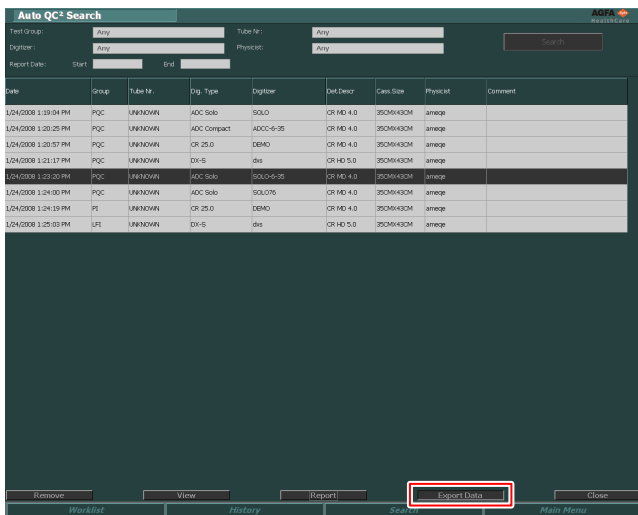 Auto QC² Search
AGFA
HealthCare
Test Group: Any Tube Nr: Any
Search
Digitizer: Any Physicist: Any
Report Date: Start End
Date Group Tube Nr. Dig. Type Digitizer Det.Descr Cass.Size Physicist Comment
1/24/2008 1:19:04 PM PQC UNKNOWN ADC Solo SOLO CR MD 4.0 35CMX43CM ameqe
1/24/2008 1:20:25 PM PQC UNKNOWN ADC Compact ADCC-6-35 CR MD 4.0 35CMX43CM ameqe
1/24/2008 1:20:57 PM PQC UNKNOWN CR 25.0 DEMO CR MD 4.0 35CMX43CM ameqe
1/24/2008 1:21:17 PM PQC UNKNOWN DX-S dxs CR HD 5.0 35CMX43CM ameqe
1/24/2008 1:23:20 PM PQC UNKNOWN ADC Solo SOLO-6-35 CR MD 4.0 35CMX43CM ameqe
1/24/2008 1:24:00 PM PQC UNKNOWN ADC Solo SOLO76 CR MD 4.0 35CMX43CM ameqe
1/24/2008 1:24:19 PM PI UNKNOWN CR 25.0 DEMO CR MD 4.0 35CMX43CM ameqe
1/24/2008 1:25:03 PM LFI UNKNOWN DX-S dxs CR HD 5.0 35CMX43CM ameqe
Remove View Report Export Data Close
Worklist History Search Main Menu